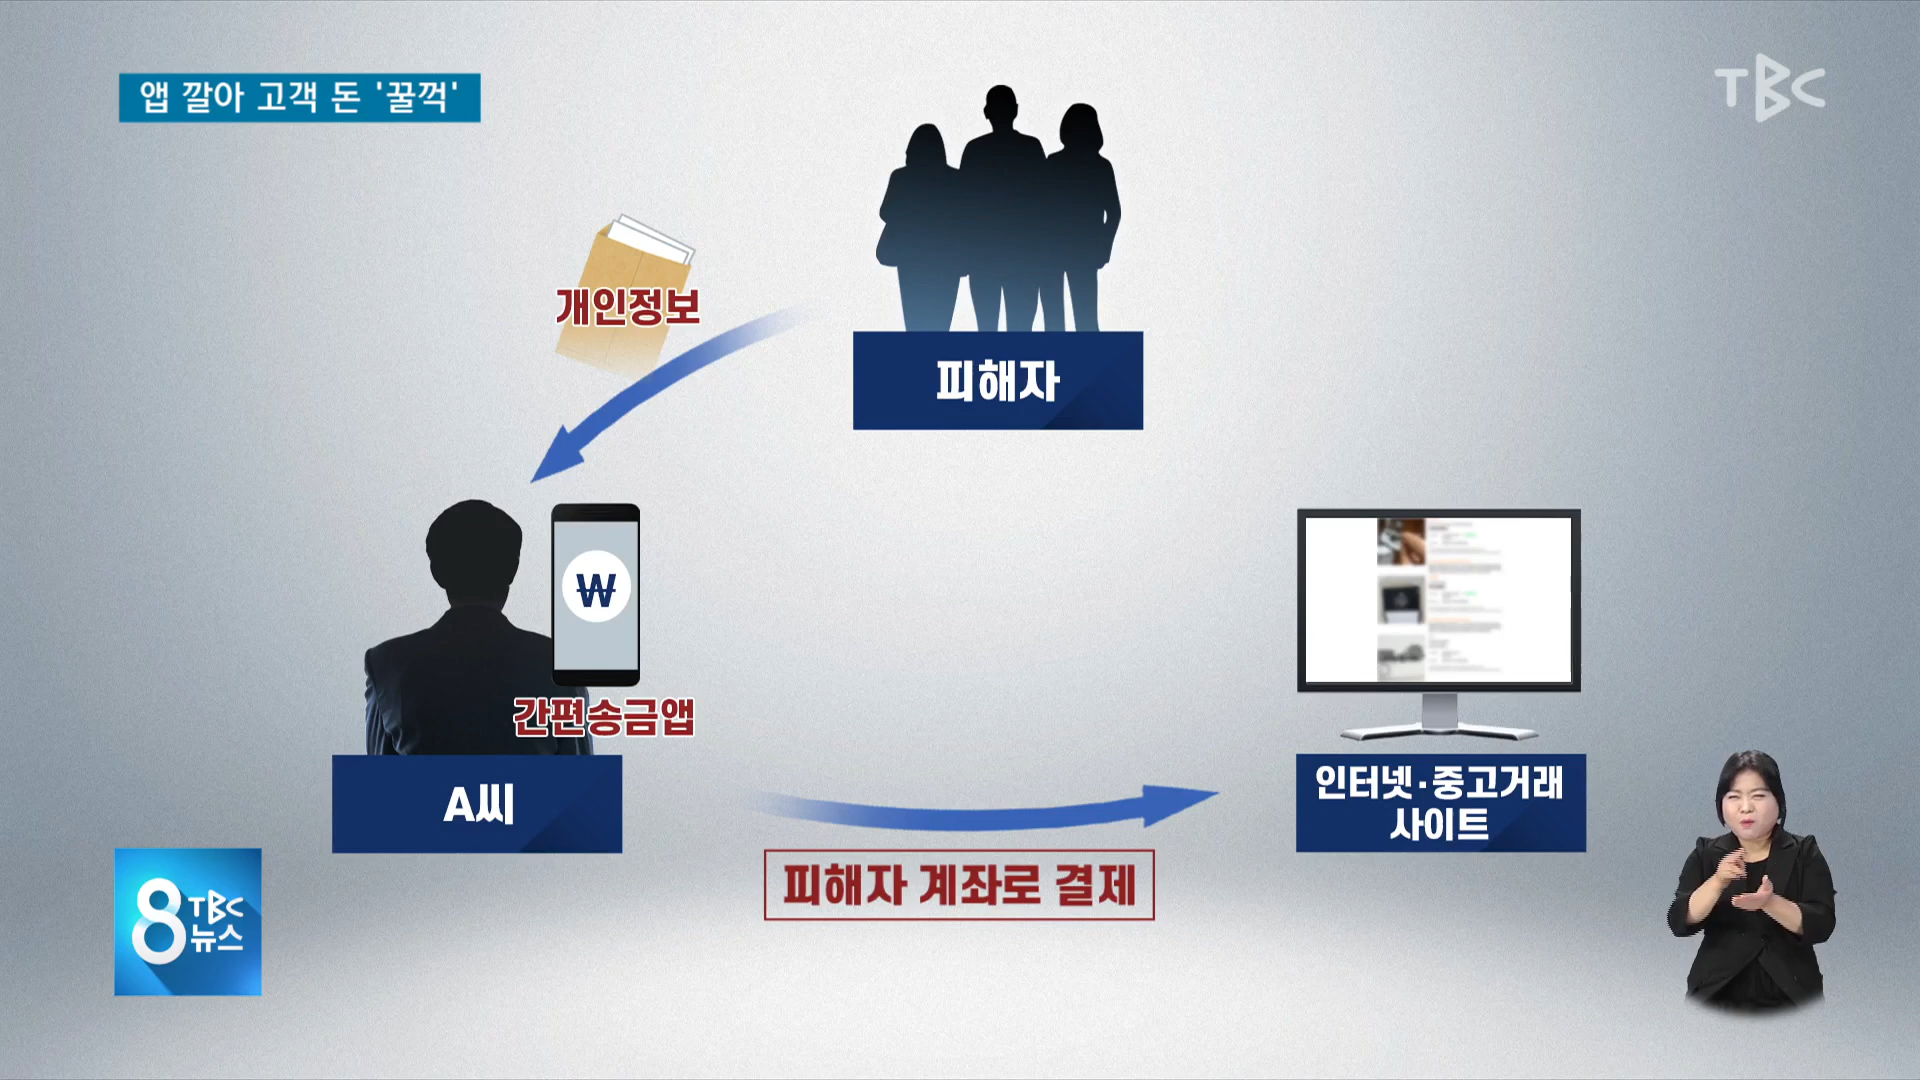 앱 깔아 고객 돈 '꿀꺽'
TBC
개인정보
피해자
₩
간편송금앱
A씨
인터넷·중고거래
사이트
피해자 계좌로 결제
8 TBC
뉴스